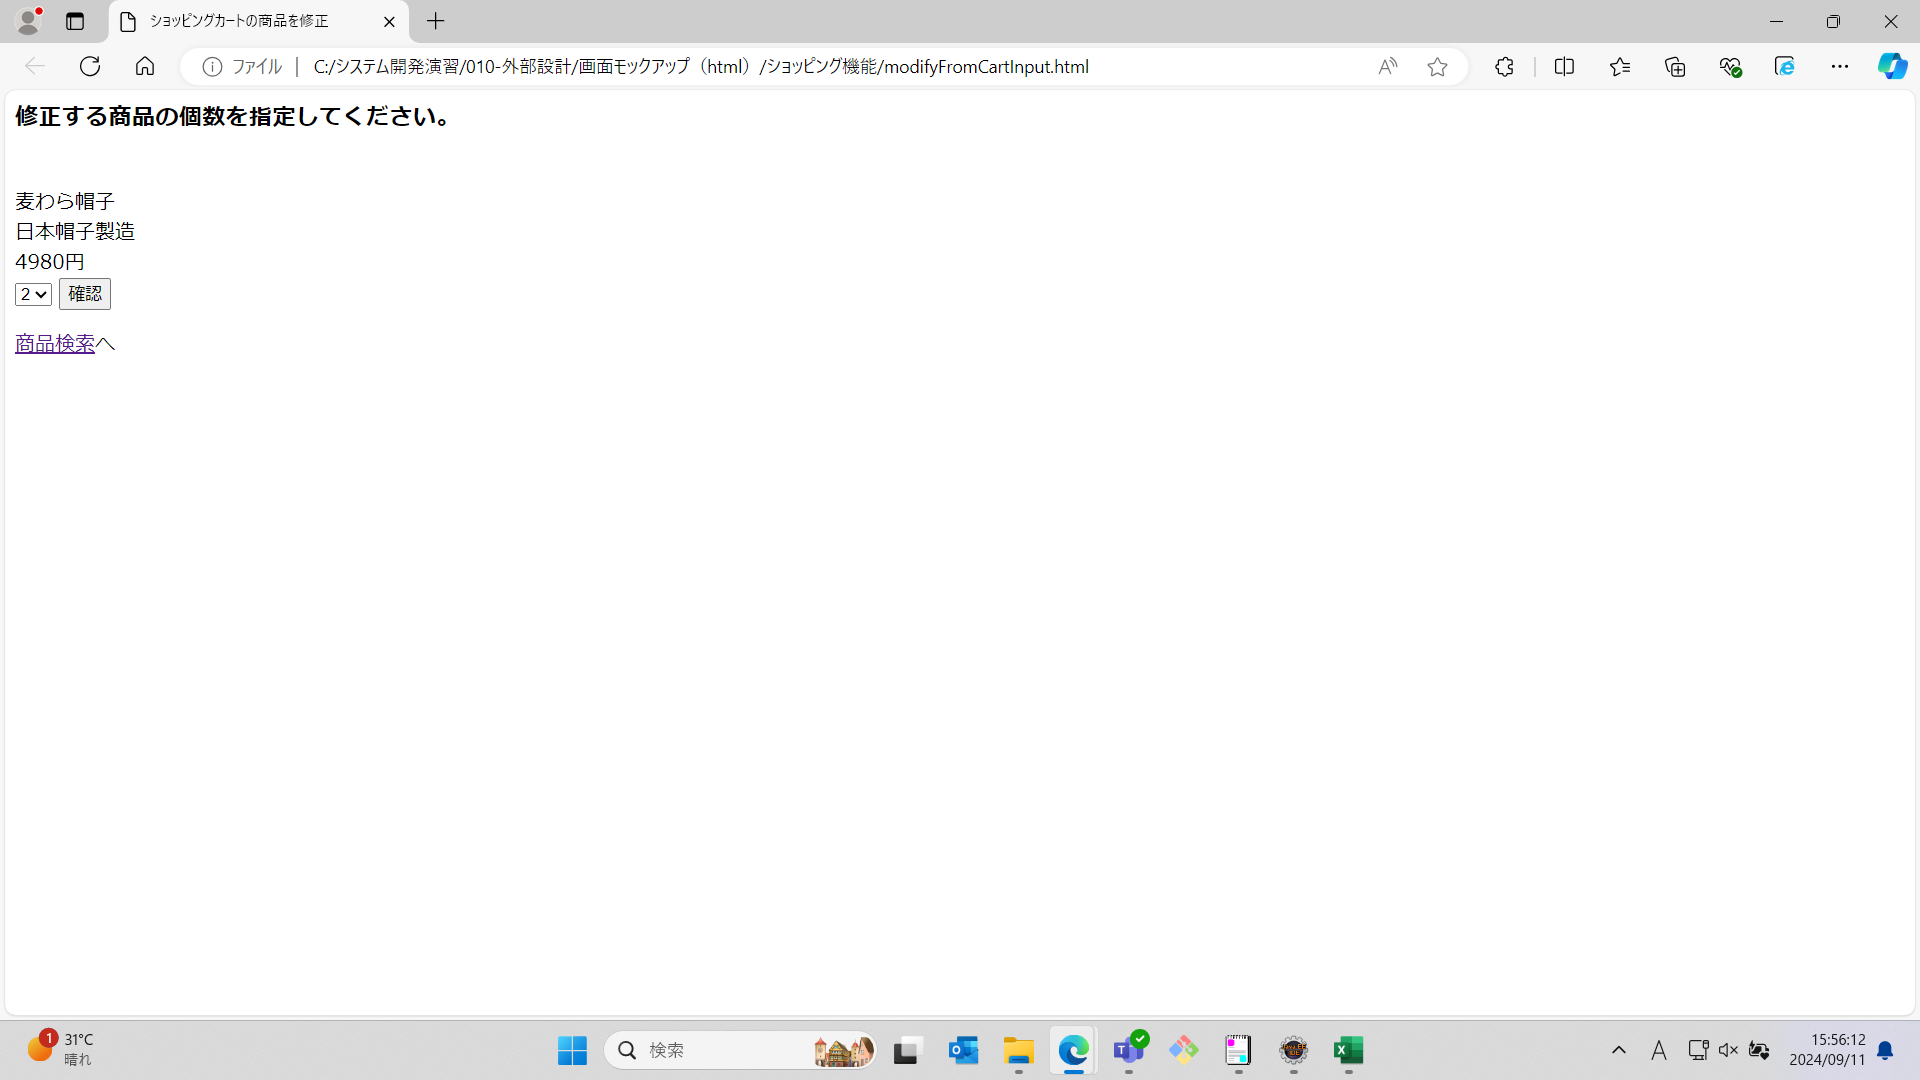 ショッピングカートの商品を修正
ファイル
C:/システム開発演習/010-外部設計/画面モックアップ（html）/ショッピング機能/modifyFromCartInput.html
修正する商品の個数を指定してください。
麦わら帽子
日本帽子製造
4980円
2 確認
商品検索へ
1
31°C
晴れ
検索
A
15:56:12
2024/09/11